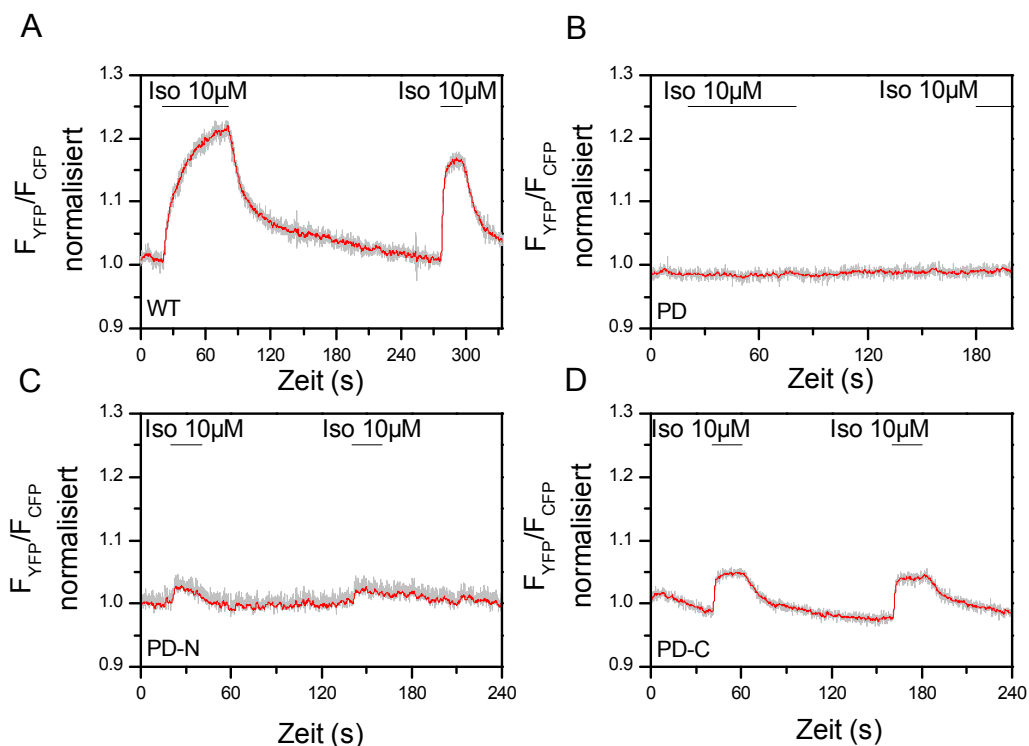 A
1.3
1.2
1.1
1.0
0.9
F_YFP/F_CFP
normalisiert
Iso 10µM
Iso 10µM
WT
0 60 120 180 240 300
Zeit (s)
B
1.3
1.2
1.1
1.0
0.9
F_YFP/F_CFP
normalisiert
Iso 10µM
Iso 10µM
PD
0 60 120 180
Zeit (s)
C
1.3
1.2
1.1
1.0
0.9
F_YFP/F_CFP
normalisiert
Iso 10µM
Iso 10µM
PD-N
0 60 120 180 240
Zeit (s)
D
1.3
1.2
1.1
1.0
0.9
F_YFP/F_CFP
normalisiert
Iso 10µM
Iso 10µM
PD-C
0 60 120 180 240
Zeit (s)